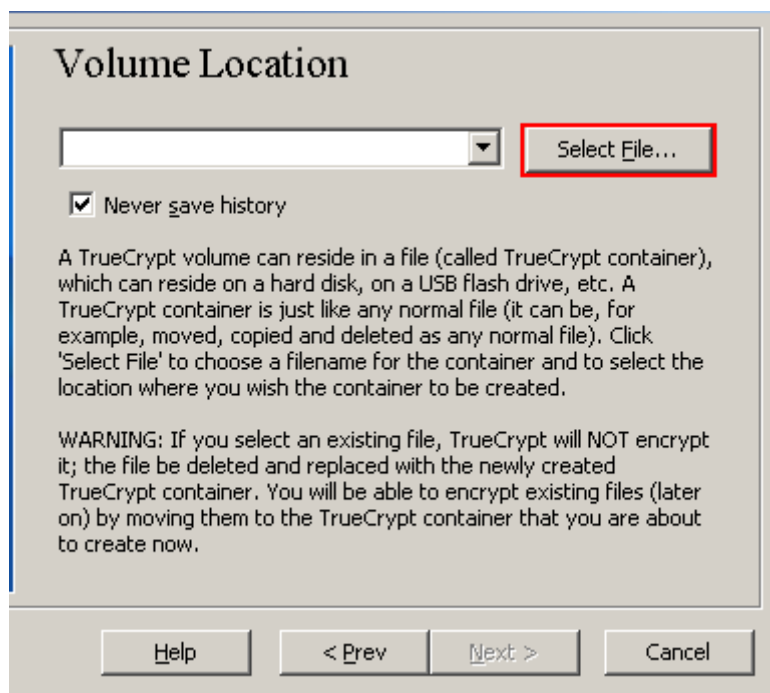 Volume Location
Select File...
Never save history
A TrueCrypt volume can reside in a file (called TrueCrypt container),
which can reside on a hard disk, on a USB flash drive, etc. A
TrueCrypt container is just like any normal file (it can be, for
example, moved, copied and deleted as any normal file). Click
'Select File' to choose a filename for the container and to select the
location where you wish the container to be created.
WARNING: If you select an existing file, TrueCrypt will NOT encrypt
it; the file be deleted and replaced with the newly created
TrueCrypt container. You will be able to encrypt existing files (later
on) by moving them to the TrueCrypt container that you are about
to create now.
Help
< Prev
Next >
Cancel